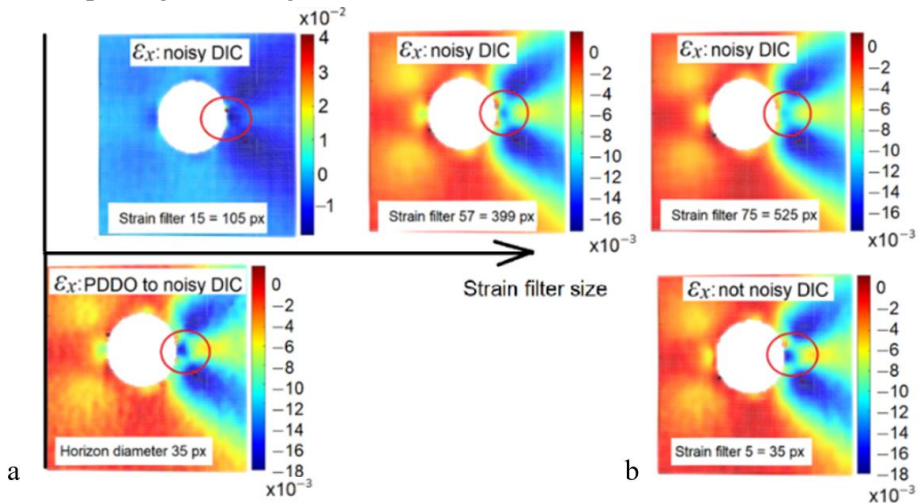 x10⁻²
εx: noisy DIC
4
3
2
1
0
−1
Strain filter 15 = 105 px
εx: noisy DIC
0
−2
−4
−6
−8
−10
−12
−14
−16
x10⁻³
Strain filter 57 = 399 px
εx: noisy DIC
0
−2
−4
−6
−8
−10
−12
−14
−16
x10⁻³
Strain filter 75 = 525 px
Strain filter size
εx: PDDO to noisy DIC
0
−2
−4
−6
−8
−10
−12
−14
−16
−18
x10⁻³
Horizon diameter 35 px
a
εx: not noisy DIC
0
−2
−4
−6
−8
−10
−12
−14
−16
−18
x10⁻³
Strain filter 5 = 35 px
b